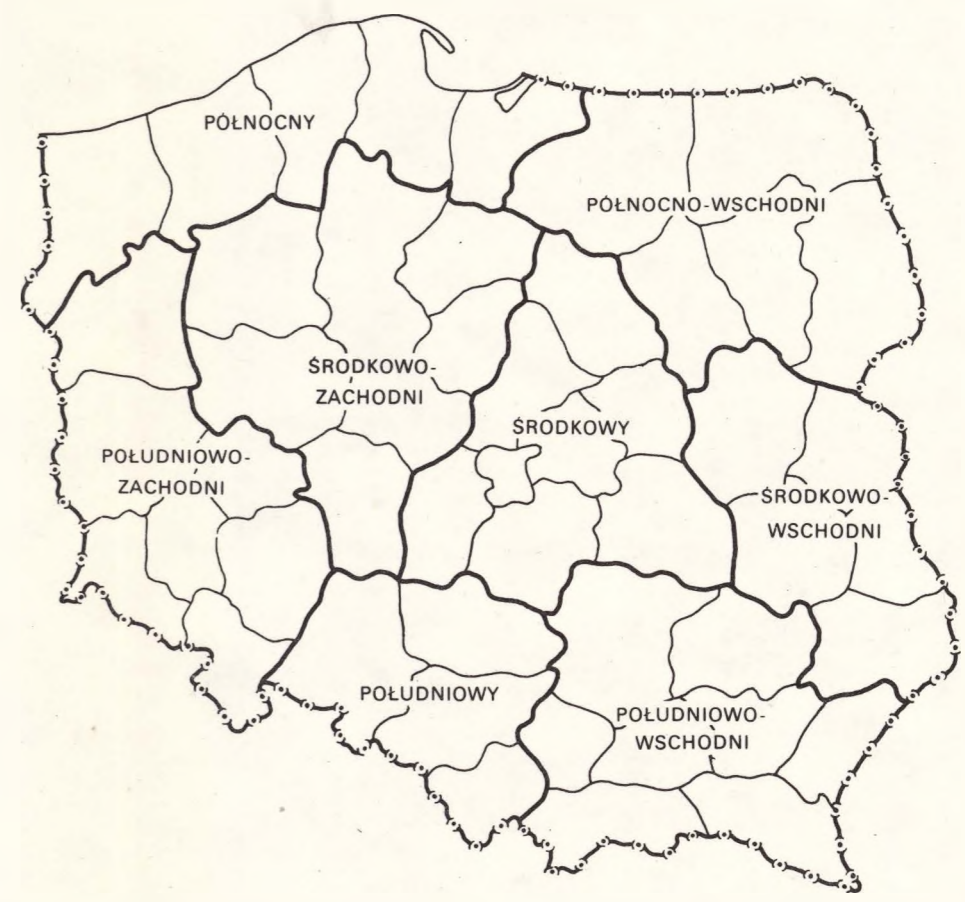 PÓŁNOCNY
PÓŁNOCNO-WSCHODNI
ŚRODKOWO-
ZACHODNI
ŚRODKOWY
POŁUDNIOWO-
ZACHODNI
ŚRODKOWO-
WSCHODNI
POŁUDNIOWY
POŁUDNIOWO-
WSCHODNI